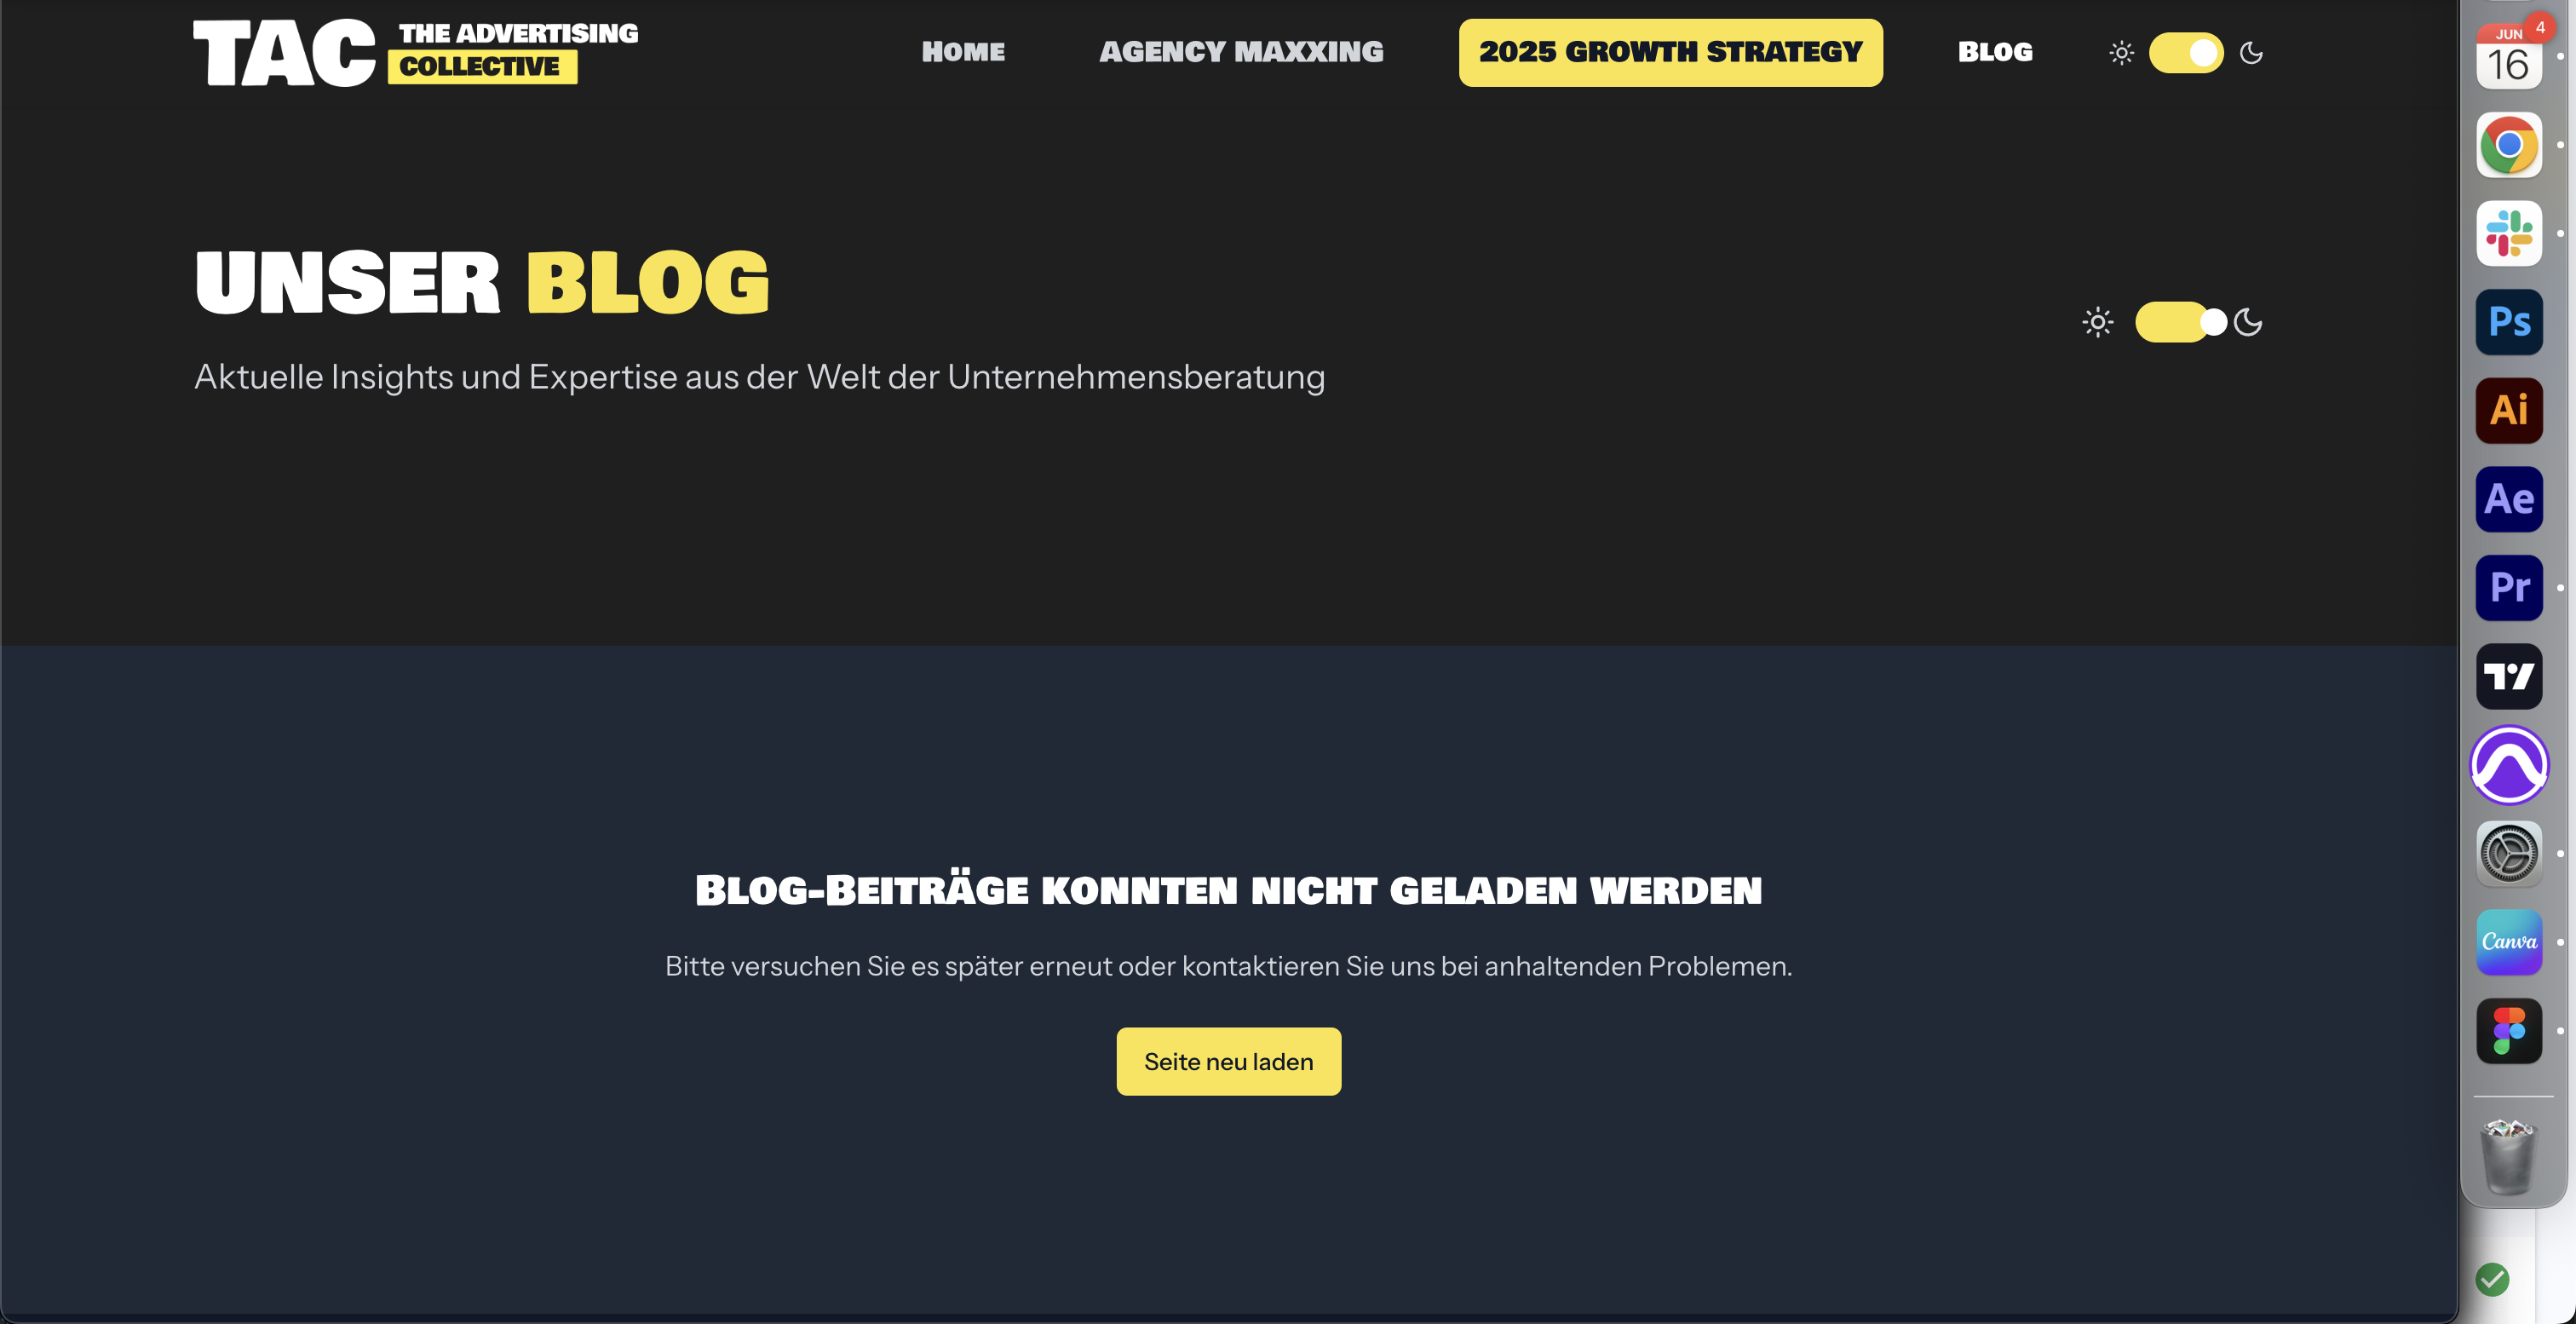 TAC THE ADVERTISING
COLLECTIVE
HOME
AGENCY MAXXING
2025 GROWTH STRATEGY
BLOG
UNSER BLOG
Aktuelle Insights und Expertise aus der Welt der Unternehmensberatung
BLOG-BEITRÄGE KONNTEN NICHT GELADEN WERDEN
Bitte versuchen Sie es später erneut oder kontaktieren Sie uns bei anhaltenden Problemen.
Seite neu laden
4
JUN
16
Ps
Ai
Ae
Pr
Canva